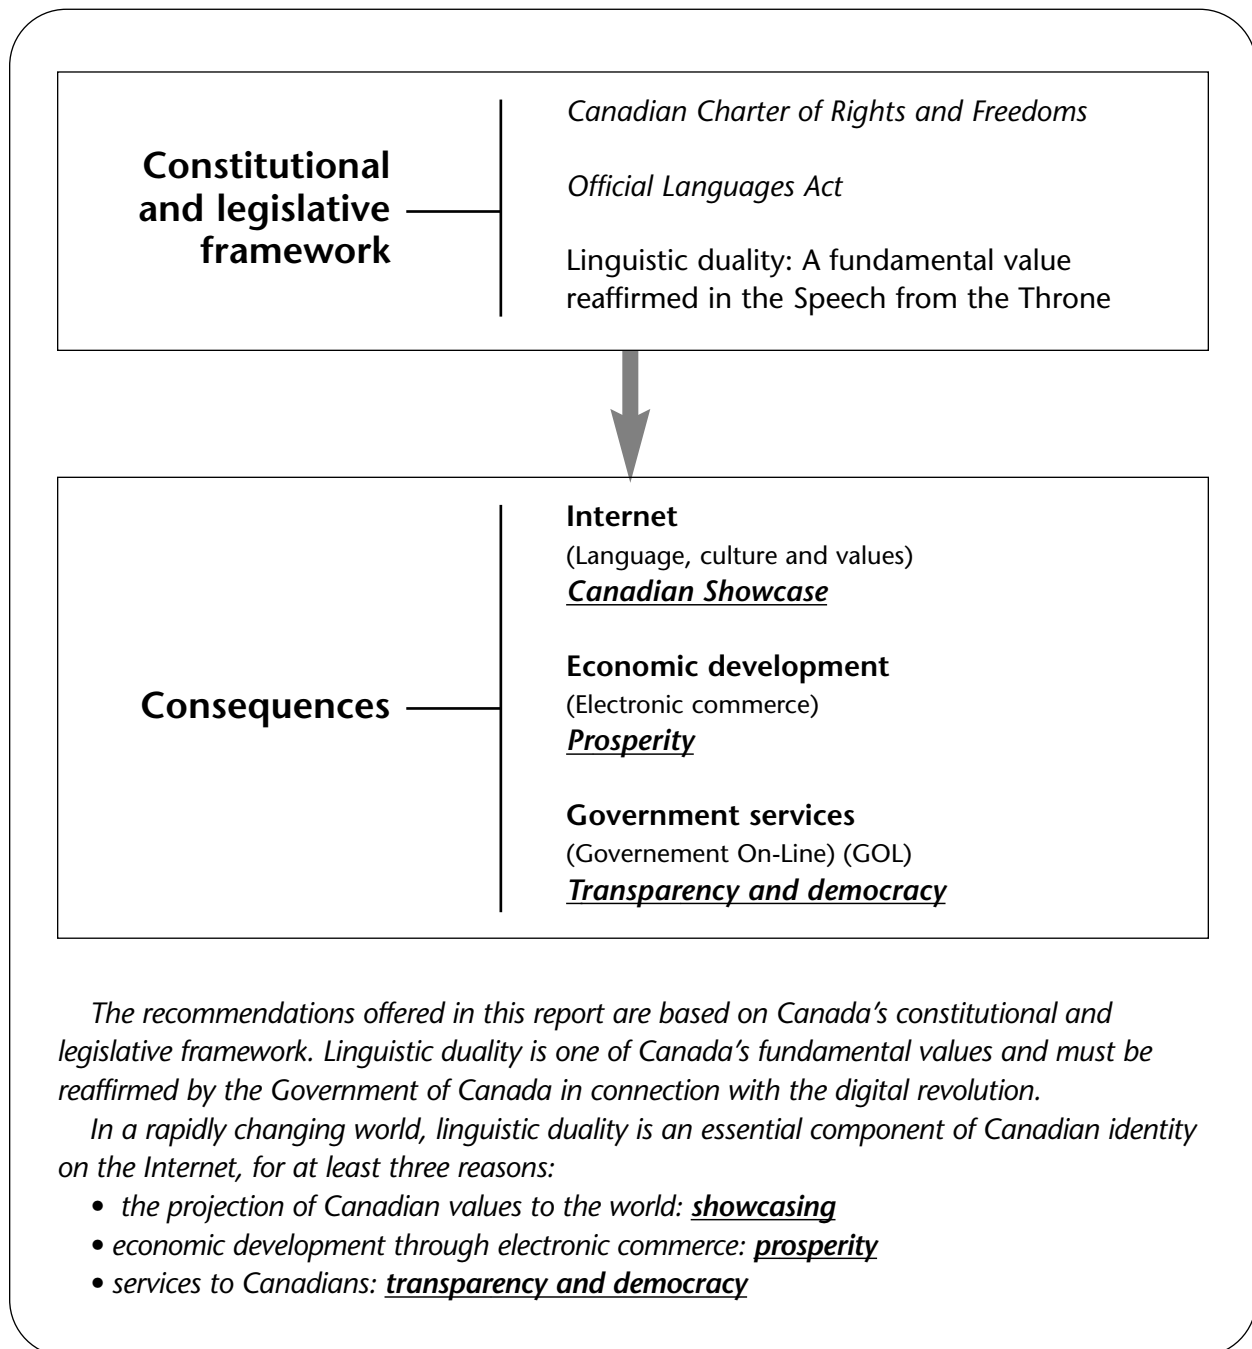 Constitutional
and legislative
framework
Canadian Charter of Rights and Freedoms
Official Languages Act
Linguistic duality: A fundamental value
reaffirmed in the Speech from the Throne
Consequences
Internet
(Language, culture and values)
Canadian Showcase
Economic development
(Electronic commerce)
Prosperity
Government services
(Governement On-Line) (GOL)
Transparency and democracy
The recommendations offered in this report are based on Canada’s constitutional and
legislative framework. Linguistic duality is one of Canada’s fundamental values and must be
reaffirmed by the Government of Canada in connection with the digital revolution.
In a rapidly changing world, linguistic duality is an essential component of Canadian identity
on the Internet, for at least three reasons:
• the projection of Canadian values to the world: showcasing
• economic development through electronic commerce: prosperity
• services to Canadians: transparency and democracy